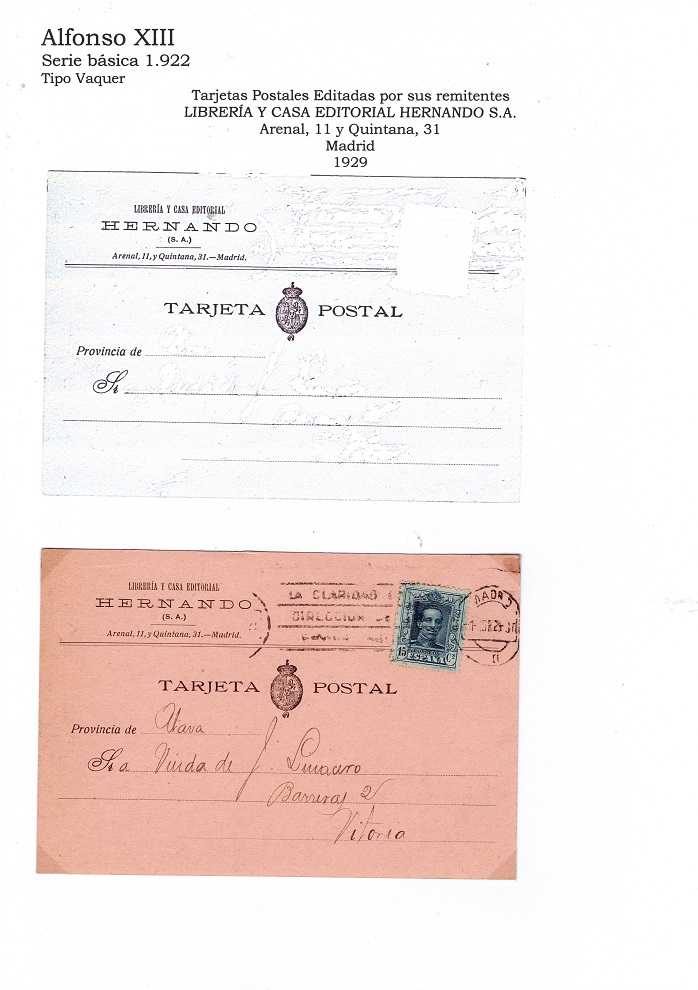 Alfonso XIII
Serie básica 1.922
Tipo Vaquer
Tarjetas Postales Editadas por sus remitentes
LIBRERÍA Y CASA EDITORIAL HERNANDO S.A.
Arenal, 11 y Quintana, 31
Madrid
1929
LIBRERÍA Y CASA EDITORIAL
HERNANDO
(S. A.)
Arenal, 11, y Quintana, 31.—Madrid.
TARJETA POSTAL
Provincia de
Sr.
LIBRERÍA Y CASA EDITORIAL
HERNANDO
(S. A.)
Arenal, 11, y Quintana, 31.—Madrid.
LA CLARIDAD
DIRECCION
15 Cs
TARJETA POSTAL
Provincia de Alava
Sra Viuda de J.
Barreras 2
Vitoria